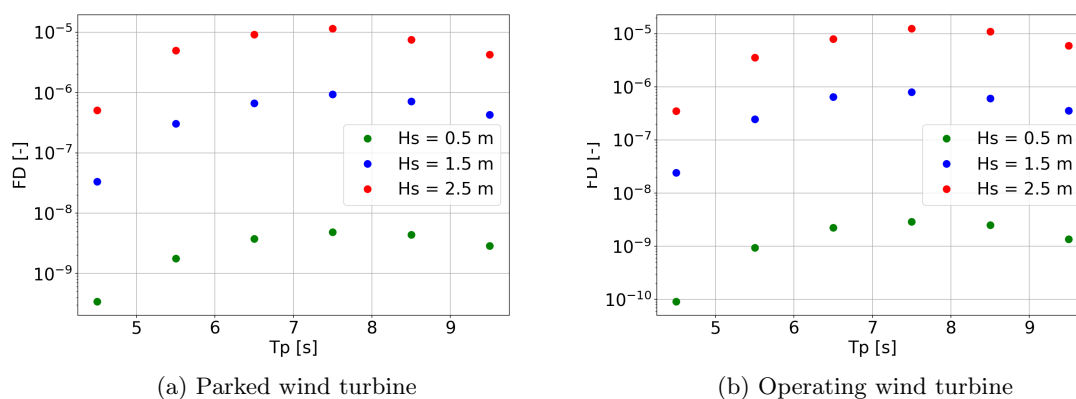 10⁻⁵
10⁻⁶
10⁻⁷
10⁻⁸
10⁻⁹
FD [-]
Hs = 0.5 m
Hs = 1.5 m
Hs = 2.5 m
5 6 7 8 9
Tp [s]
(a) Parked wind turbine
10⁻⁵
10⁻⁶
10⁻⁷
10⁻⁸
10⁻⁹
10⁻¹⁰
FD [-]
Hs = 0.5 m
Hs = 1.5 m
Hs = 2.5 m
5 6 7 8 9
Tp [s]
(b) Operating wind turbine